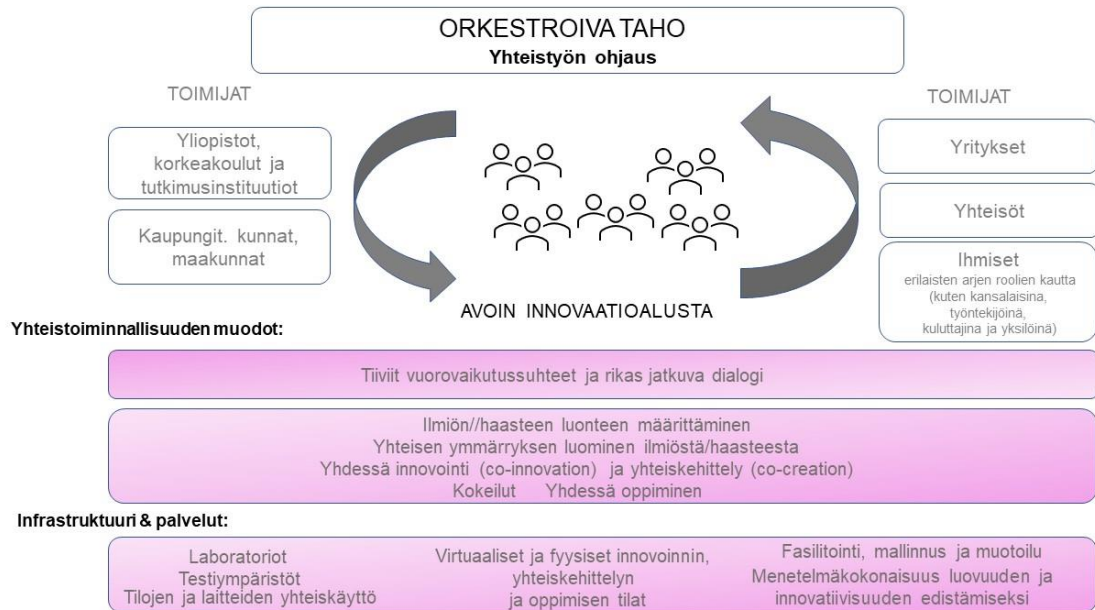 ORKESTROIVA TAHO
Yhteistyön ohjaus
TOIMIJAT
Yliopistot,
korkeakoulut ja
tutkimusinstituutiot
Kaupungit. kunnat,
maakunnat
AVOIN INNOVAATIOALUSTA
TOIMIJAT
Yritykset
Yhteisöt
Ihmiset
erilaisten arjen roolien kautta
(kuten kansalaisina,
työntekijöinä,
kuluttajina ja yksilöinä)
Yhteistoiminnallisuuden muodot:
Tiiviit vuorovaikutussuhteet ja rikas jatkuva dialogi
Ilmiön//haasteen luonteen määrittäminen
Yhteisen ymmärryksen luominen ilmiöstä/haasteesta
Yhdessä innovointi (co-innovation) ja yhteiskehittely (co-creation)
Kokeilut Yhdessä oppiminen
Infrastruktuuri & palvelut:
Laboratoriot
Testiympäristöt
Tilojen ja laitteiden yhteiskäyttö
Virtuaaliset ja fyysiset innovoinnin,
yhteiskehittelyn
ja oppimisen tilat
Fasilitointi, mallinnus ja muotoilu
Menetelmäkokonaisuus luovuuden ja
innovatiivisuuden edistämiseksi